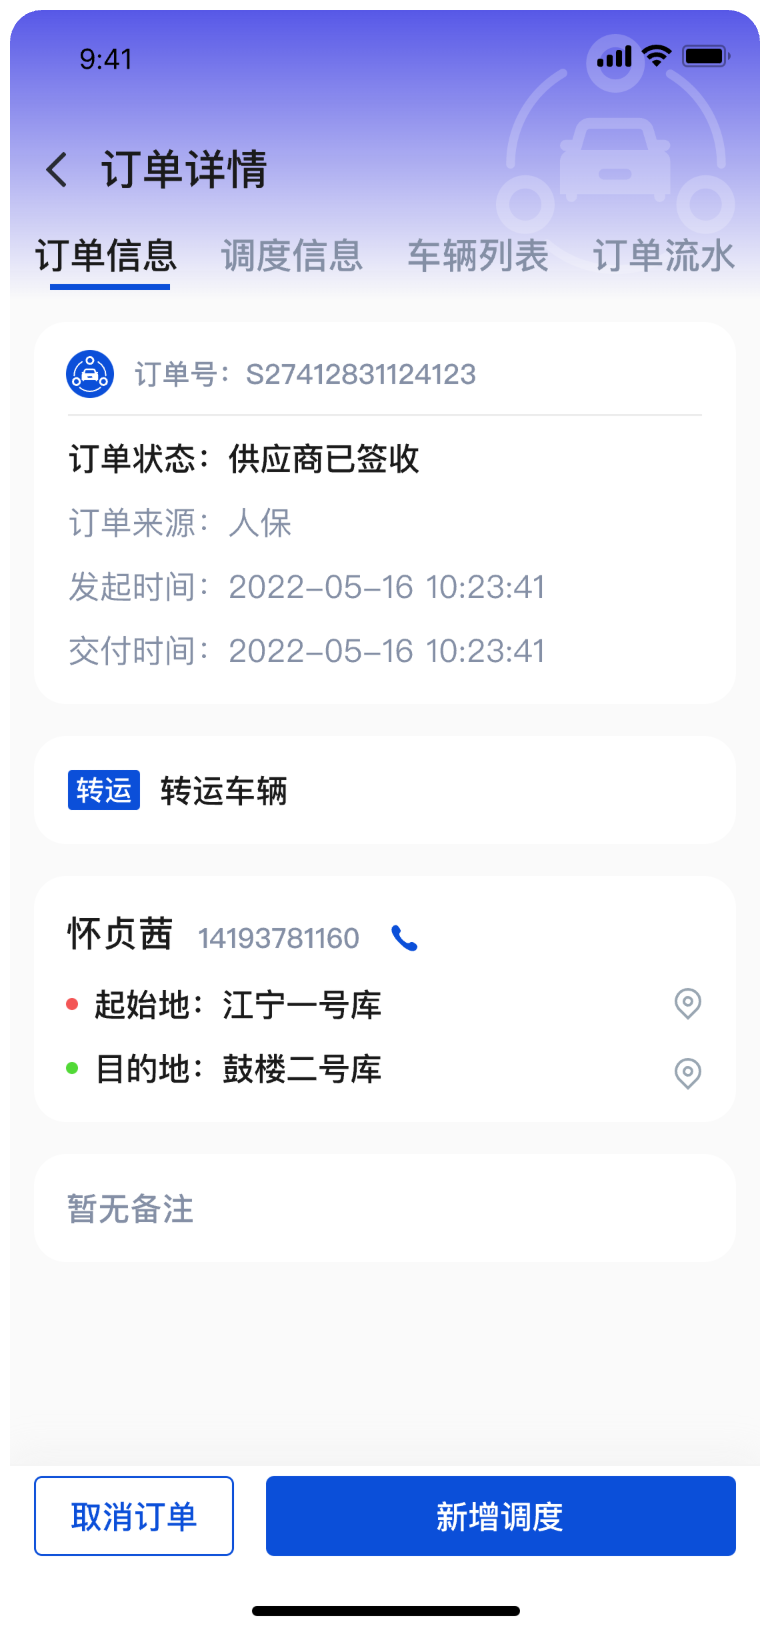 9:41
订单详情
订单信息 调度信息 车辆列表 订单流水
订单号：S27412831124123
订单状态：供应商已签收
订单来源：人保
发起时间：2022-05-16 10:23:41
交付时间：2022-05-16 10:23:41
转运 转运车辆
怀贞茜 14193781160
起始地：江宁一号库
目的地：鼓楼二号库
暂无备注
取消订单 新增调度